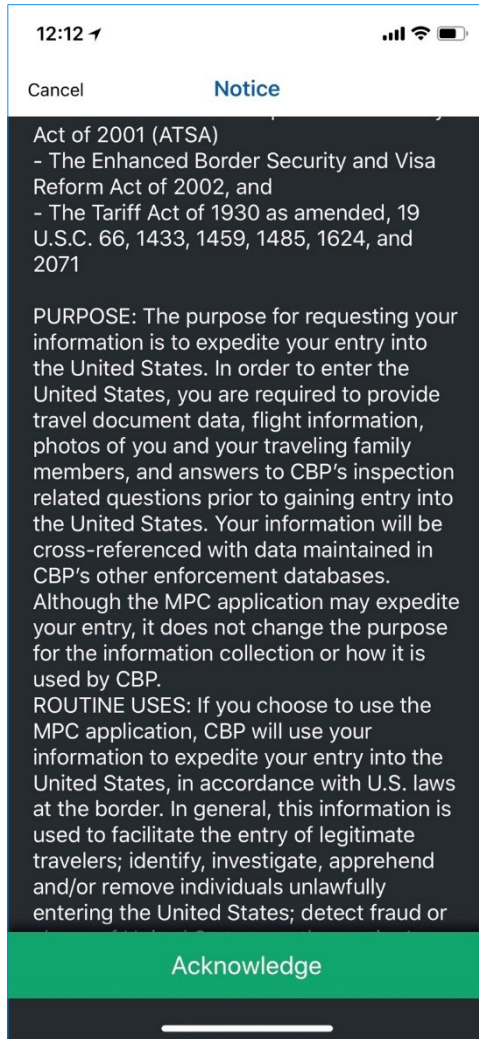 12:12
Cancel
Notice
Act of 2001 (ATSA)
- The Enhanced Border Security and Visa
Reform Act of 2002, and
- The Tariff Act of 1930 as amended, 19
U.S.C. 66, 1433, 1459, 1485, 1624, and
2071
PURPOSE: The purpose for requesting your
information is to expedite your entry into
the United States. In order to enter the
United States, you are required to provide
travel document data, flight information,
photos of you and your traveling family
members, and answers to CBP's inspection
related questions prior to gaining entry into
the United States. Your information will be
cross-referenced with data maintained in
CBP's other enforcement databases.
Although the MPC application may expedite
your entry, it does not change the purpose
for the information collection or how it is
used by CBP.
ROUTINE USES: If you choose to use the
MPC application, CBP will use your
information to expedite your entry into the
United States, in accordance with U.S. laws
at the border. In general, this information is
used to facilitate the entry of legitimate
travelers; identify, investigate, apprehend
and/or remove individuals unlawfully
entering the United States; detect fraud or
Acknowledge